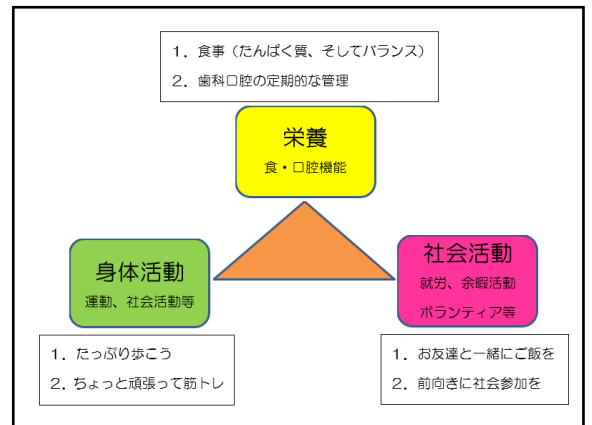 1．食事（たんぱく質、そしてバランス）
2．歯科口腔の定期的な管理
栄養
食・口腔機能
身体活動
運動、社会活動等
社会活動
就労、余暇活動
ボランティア等
1．たっぷり歩こう
2．ちょっと頑張って筋トレ
1．お友達と一緒にご飯を
2．前向きに社会参加を